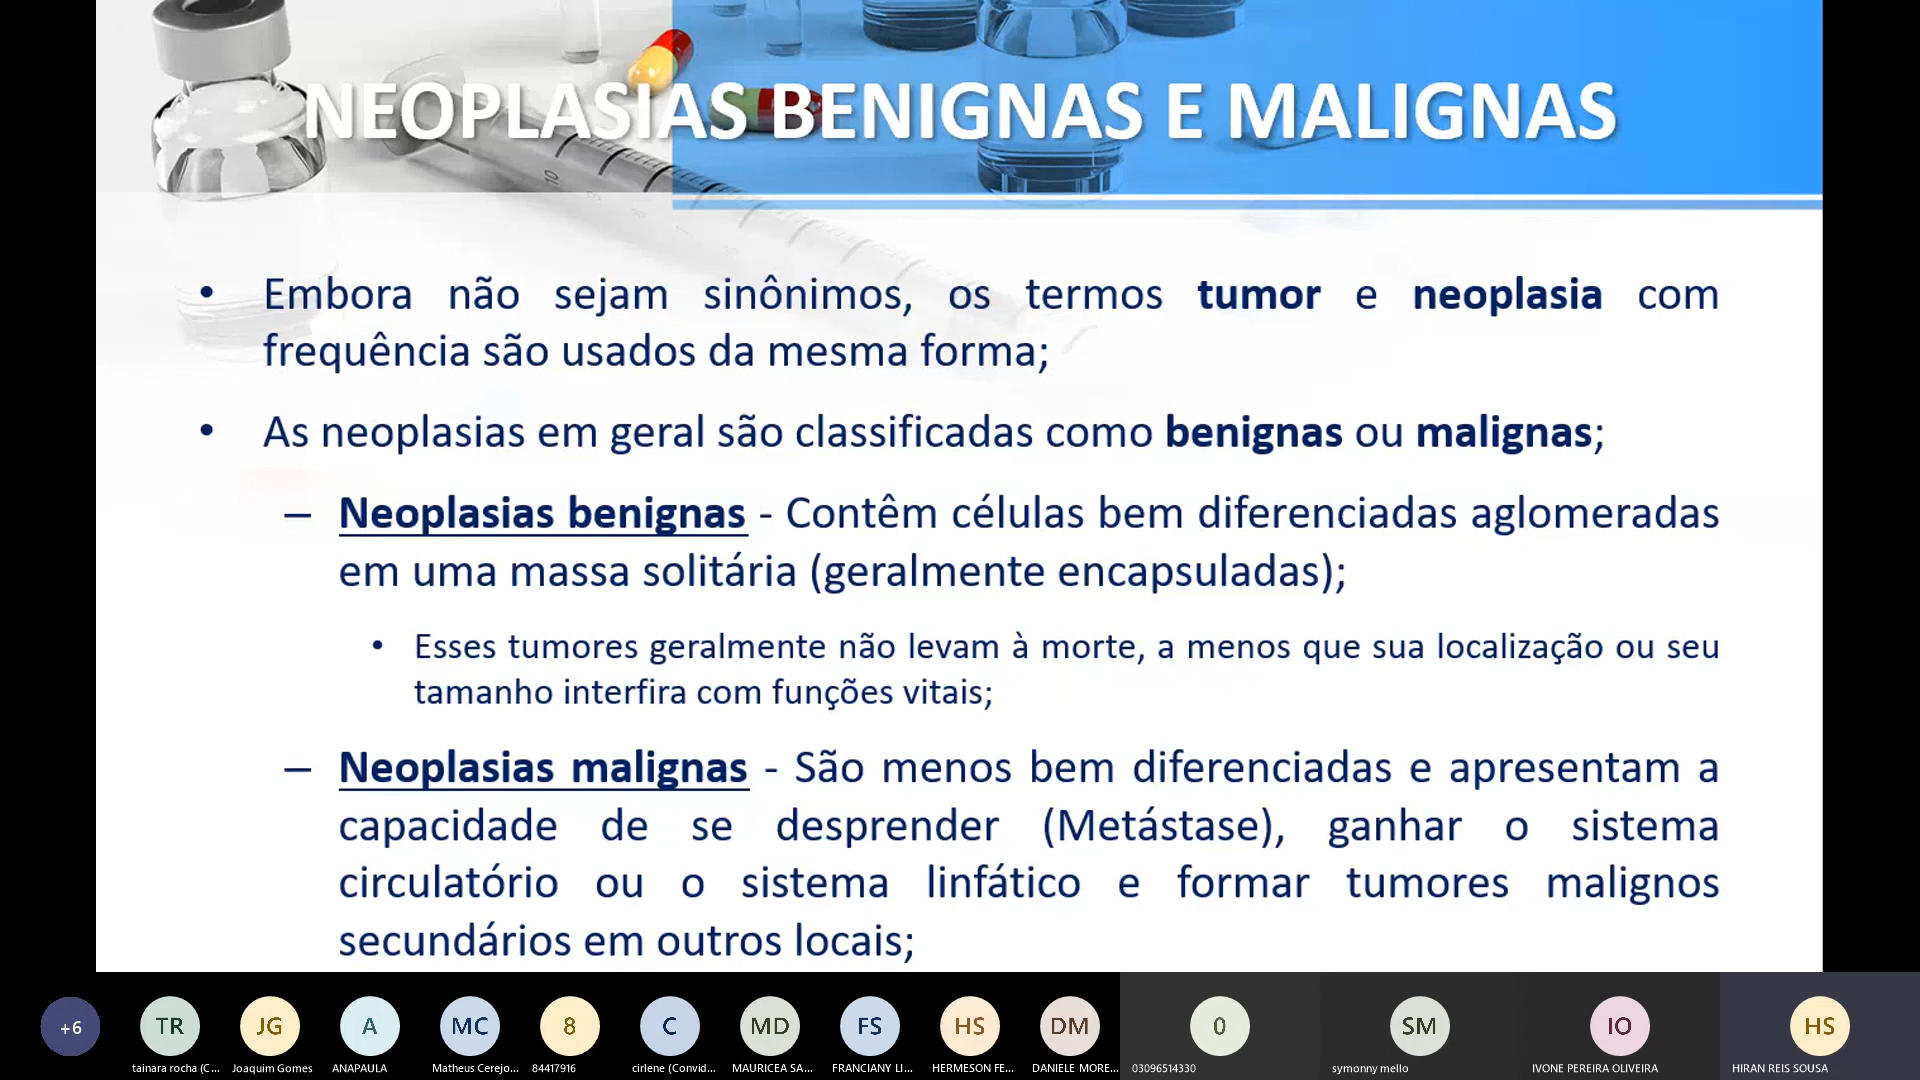 NEOPLASIAS BENIGNAS E MALIGNAS
• Embora não sejam sinônimos, os termos tumor e neoplasia com
frequência são usados da mesma forma;
• As neoplasias em geral são classificadas como benignas ou malignas;
– Neoplasias benignas - Contêm células bem diferenciadas aglomeradas
em uma massa solitária (geralmente encapsuladas);
• Esses tumores geralmente não levam à morte, a menos que sua localização ou seu
tamanho interfira com funções vitais;
– Neoplasias malignas - São menos bem diferenciadas e apresentam a
capacidade de se desprender (Metástase), ganhar o sistema
circulatório ou o sistema linfático e formar tumores malignos
secundários em outros locais;
+6 TR JG A MC 8 C MD FS HS DM 0 SM IO HS
tainara rocha (C... Joaquim Gomes ANAPAULA Matheus Cerejo... 84417916 cirlene (Convid... MAURICEA SA... FRANCIANY LI... HERMESON FE... DANIELE MORE... 03096514330 symonny mello IVONE PEREIRA OLIVEIRA HIRAN REIS SOUSA
10